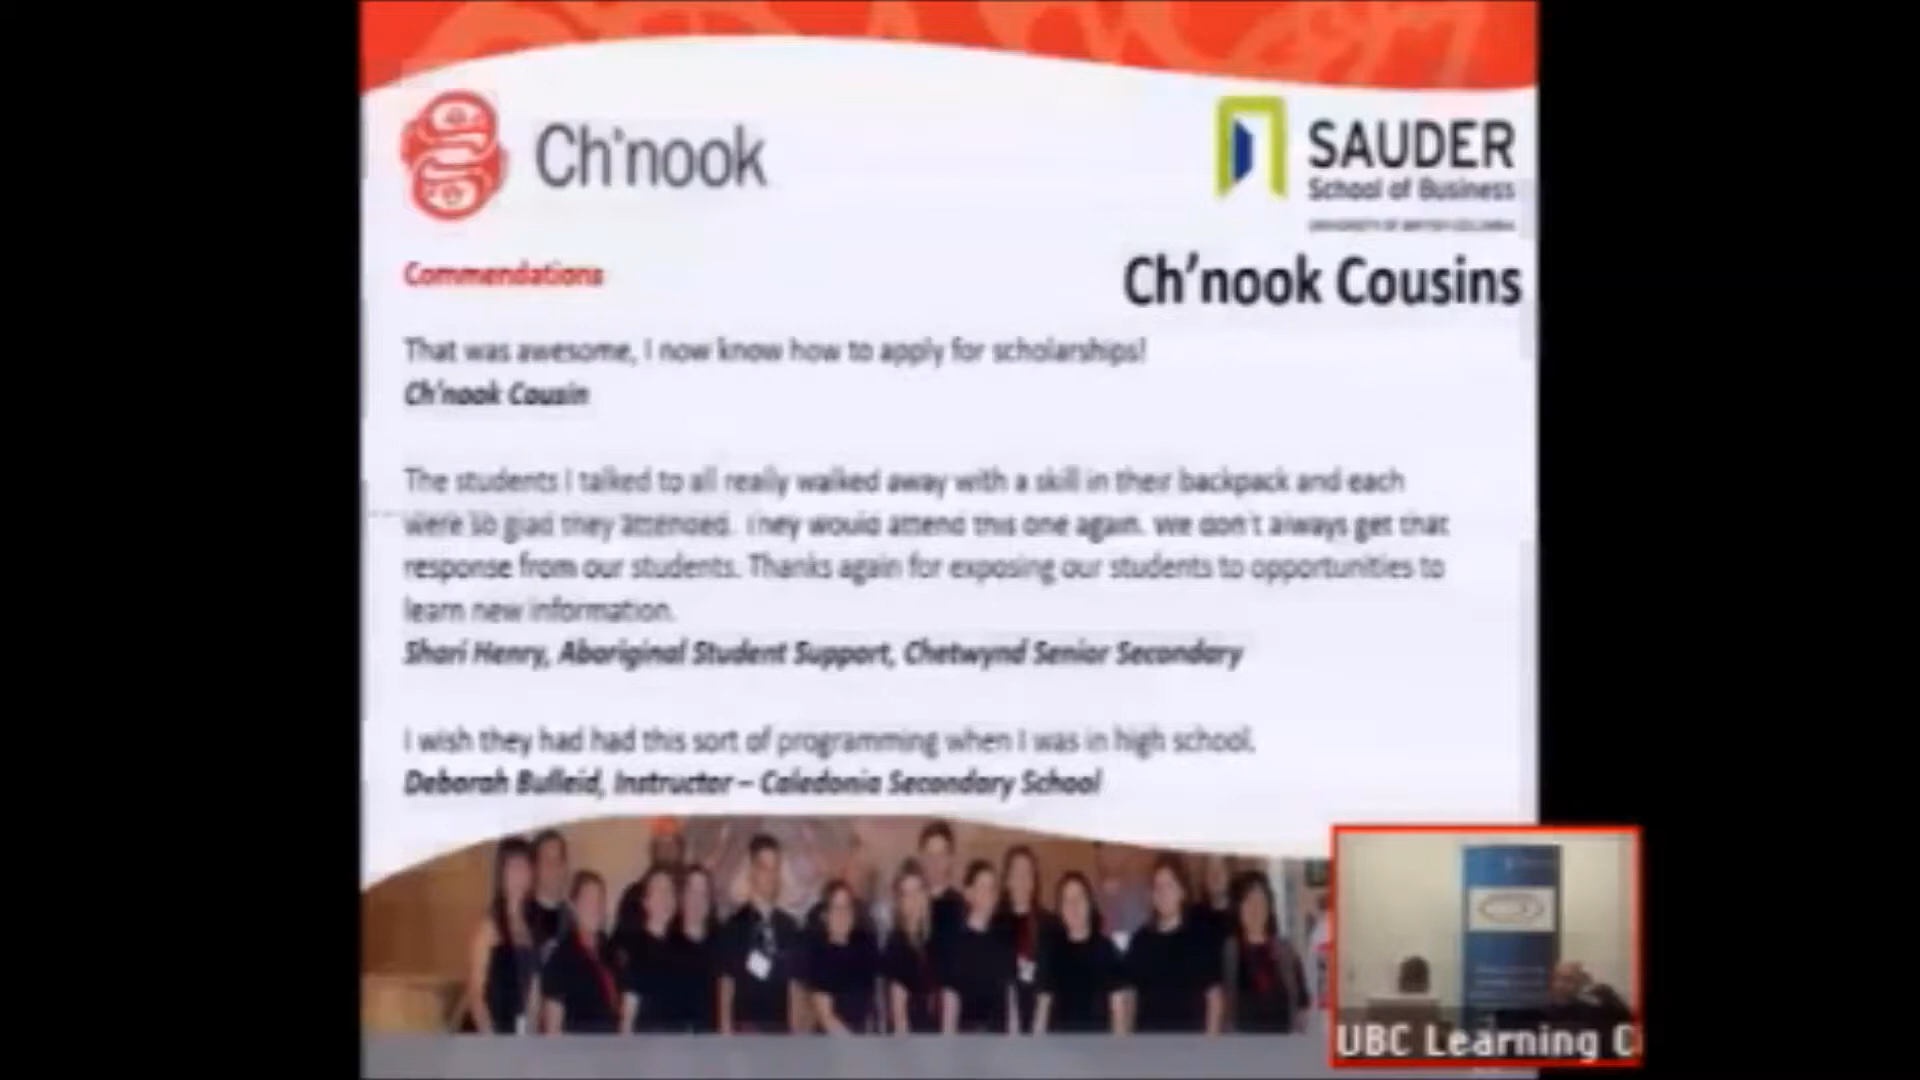 Ch'nook
SAUDER
School of Business
UNIVERSITY OF BRITISH COLUMBIA
Ch'nook Cousins
Commendations
That was awesome, I now know how to apply for scholarships!
Ch'nook Cousin
The students I talked to all really walked away with a skill in their backpack and each
were so glad they attended. They would attend this one again. We don't always get that
response from our students. Thanks again for exposing our students to opportunities to
learn new information.
Shari Henry, Aboriginal Student Support, Chetwynd Senior Secondary
I wish they had had this sort of programming when I was in high school.
Deborah Bulleid, Instructor – Caledonia Secondary School
UBC Learning C